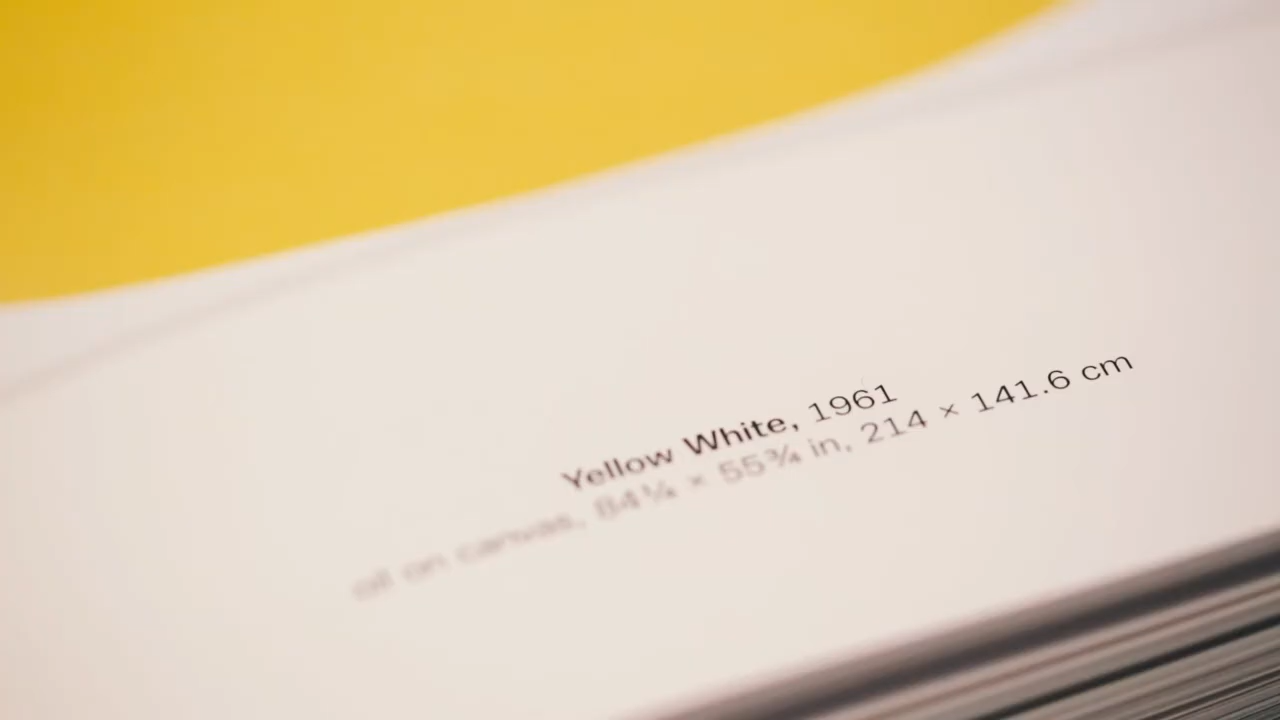 Yellow White, 1961
oil on canvas, 84¼ × 55¾ in, 214 × 141.6 cm